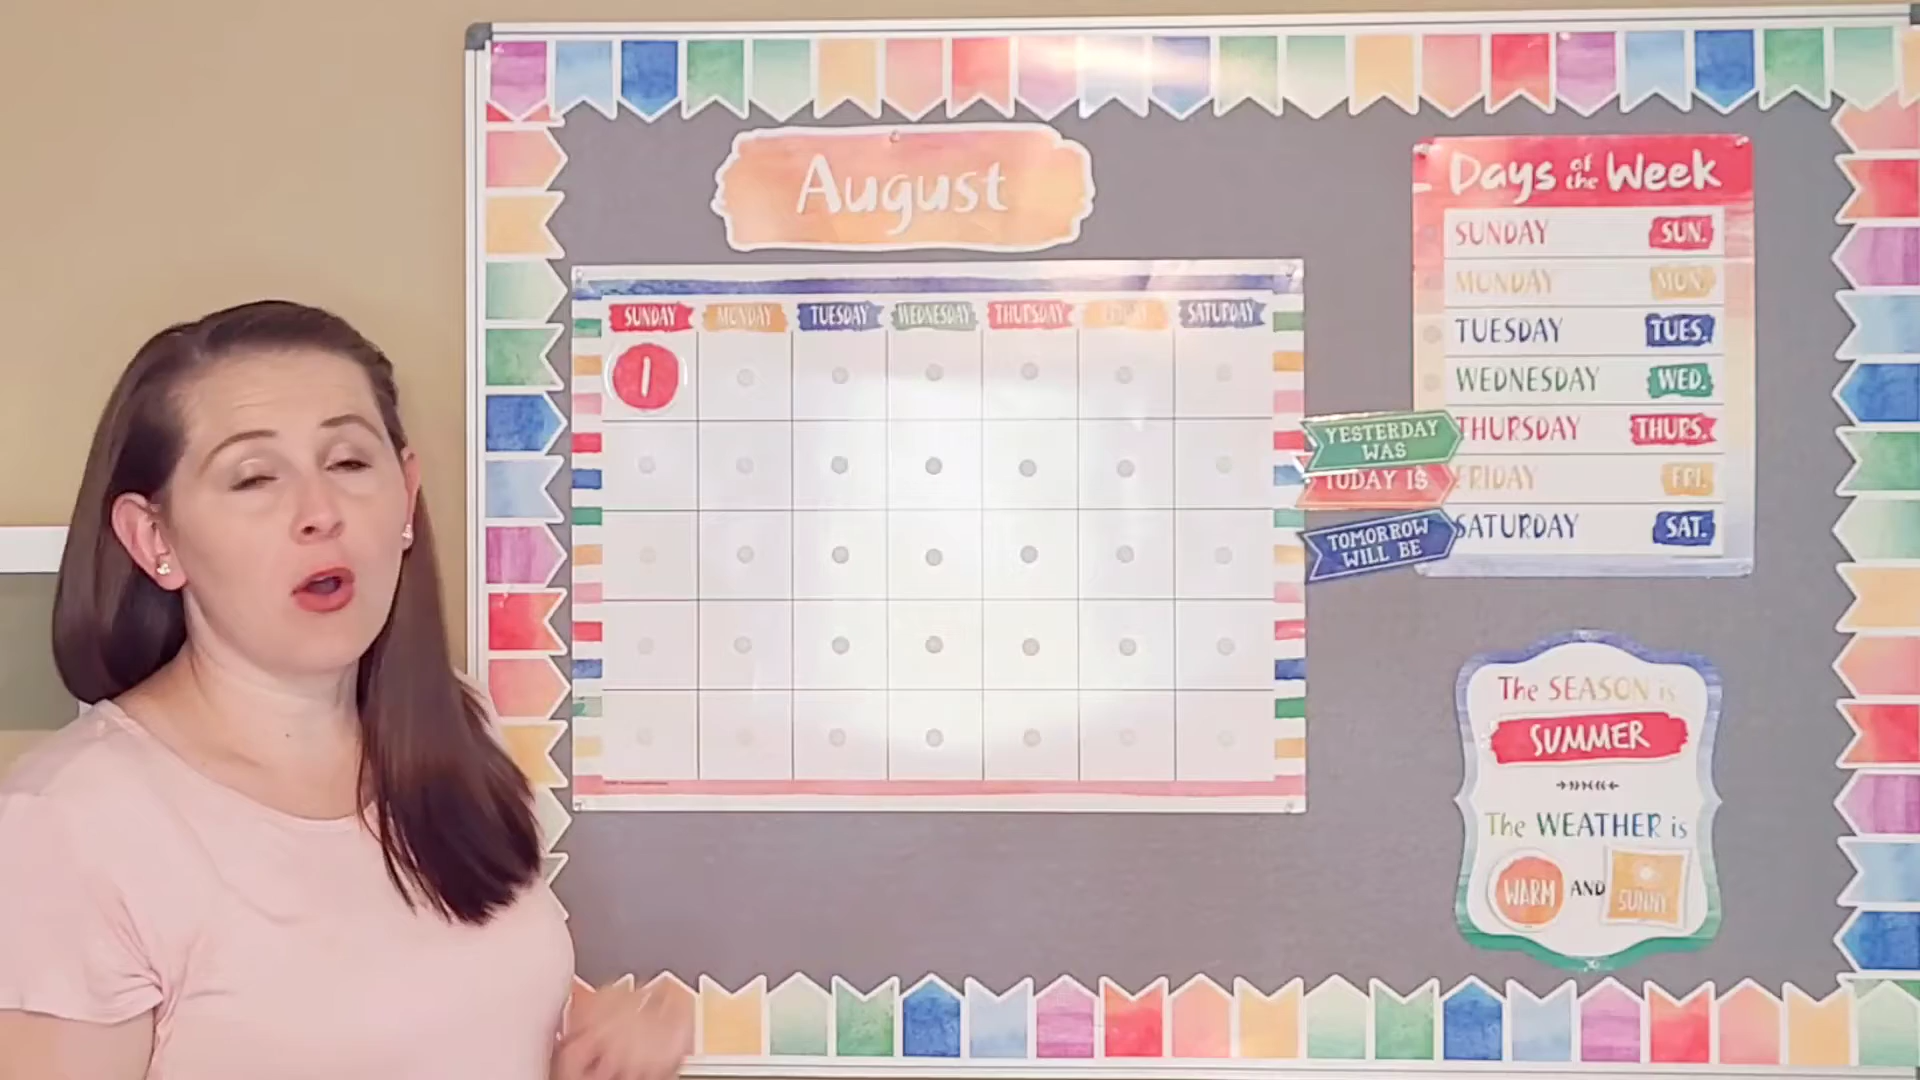 August
SUNDAY MONDAY TUESDAY WEDNESDAY THURSDAY FRIDAY SATURDAY
1
Days of the Week
SUNDAY SUN.
MONDAY MON.
TUESDAY TUES.
WEDNESDAY WED.
YESTERDAY
WAS
THURSDAY THURS.
TODAY IS
FRIDAY FRI.
TOMORROW
WILL BE
SATURDAY SAT.
The SEASON is
SUMMER
The WEATHER is
WARM AND SUNNY